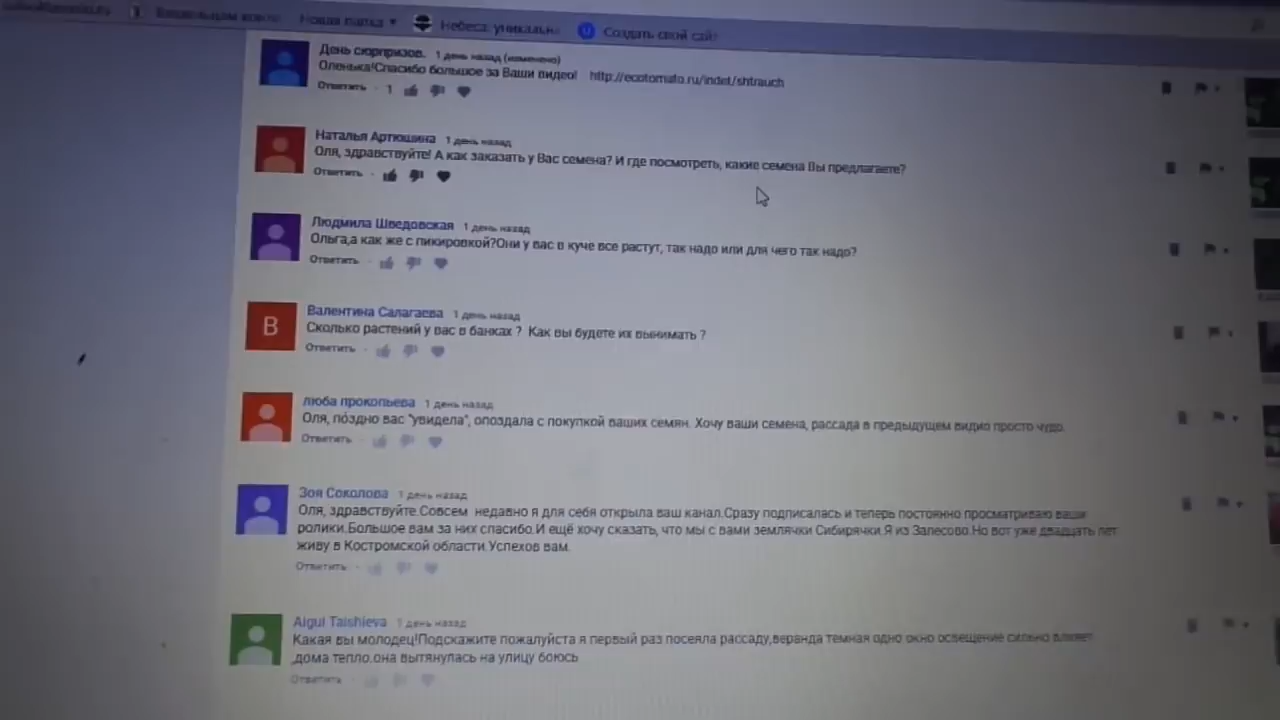 Новая папка
Небеса: уникальн
Создать свой сайт
День сюрпризов. 1 день назад (изменено)
Оленька!Спасибо большое за Ваши видео! http://ecotomato.ru/indet/shtrauch
Ответить · 1
Наталья Артюшина 1 день назад
Оля, здравствуйте! А как заказать у Вас семена? И где посмотреть, какие семена Вы предлагаете?
Ответить ·
Людмила Шведовская 1 день назад
Ольга,а как же с пикировкой?Они у вас в куче все растут, так надо или для чего так надо?
Ответить ·
В
Валентина Салагаева 1 день назад
Сколько растений у вас в банках ? Как вы будете их вынимать ?
Ответить ·
люба прокопьева 1 день назад
Оля, поздно вас "увидела", опоздала с покупкой ваших семян. Хочу ваши семена, рассада в предыдущем видио просто чудо.
Ответить ·
Зоя Соколова 1 день назад
Оля, здравствуйте.Совсем недавно я для себя открыла ваш канал.Сразу подписалась и теперь постоянно просматриваю ваши
ролики.Большое вам за них спасибо.И ещё хочу сказать, что мы с вами землячки Сибирячки.Я из Залесово.Но вот уже двадцать лет
живу в Костромской области.Успехов вам.
Ответить ·
Aigul Taishieva 1 день назад
Какая вы молодец!Подскажите пожалуйста я первый раз посеяла рассаду,веранда темная одно окно освещение сильно влияет
,дома тепло.она вытянулась на улицу боюсь
Ответить ·